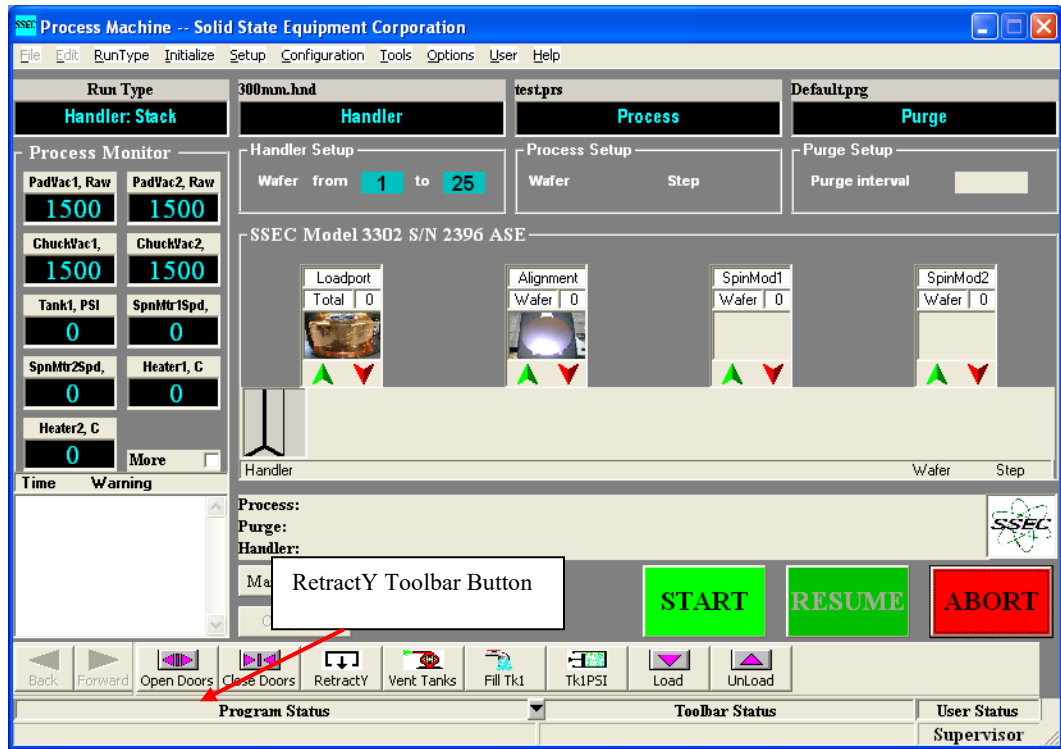 SSEC Process Machine -- Solid State Equipment Corporation
File Edit RunType Initialize Setup Configuration Tools Options User Help
Run Type 300mm.hnd test.prs Default.prg
Handler: Stack Handler Process Purge
Process Monitor
PadVac1, Raw PadVac2, Raw
1500 1500
ChuckVac1, ChuckVac2,
1500 1500
Tank1, PSI SpnMtr1Spd,
0 0
SpnMtr2Spd, Heater1, C
0 0
Heater2, C
0 More
Time Warning
Handler Setup
Wafer from 1 to 25
Process Setup
Wafer Step
Purge Setup
Purge interval
SSEC Model 3302 S/N 2396 ASE
Loadport Alignment SpinMod1 SpinMod2
Total 0 Wafer 0 Wafer 0 Wafer 0
Handler Wafer Step
Process:
Purge:
Handler:
SSEC
RetractY Toolbar Button
START RESUME ABORT
Back Forward Open Doors Close Doors RetractY Vent Tanks Fill Tk1 Tk1PSI Load UnLoad
Program Status Toolbar Status User Status
Supervisor